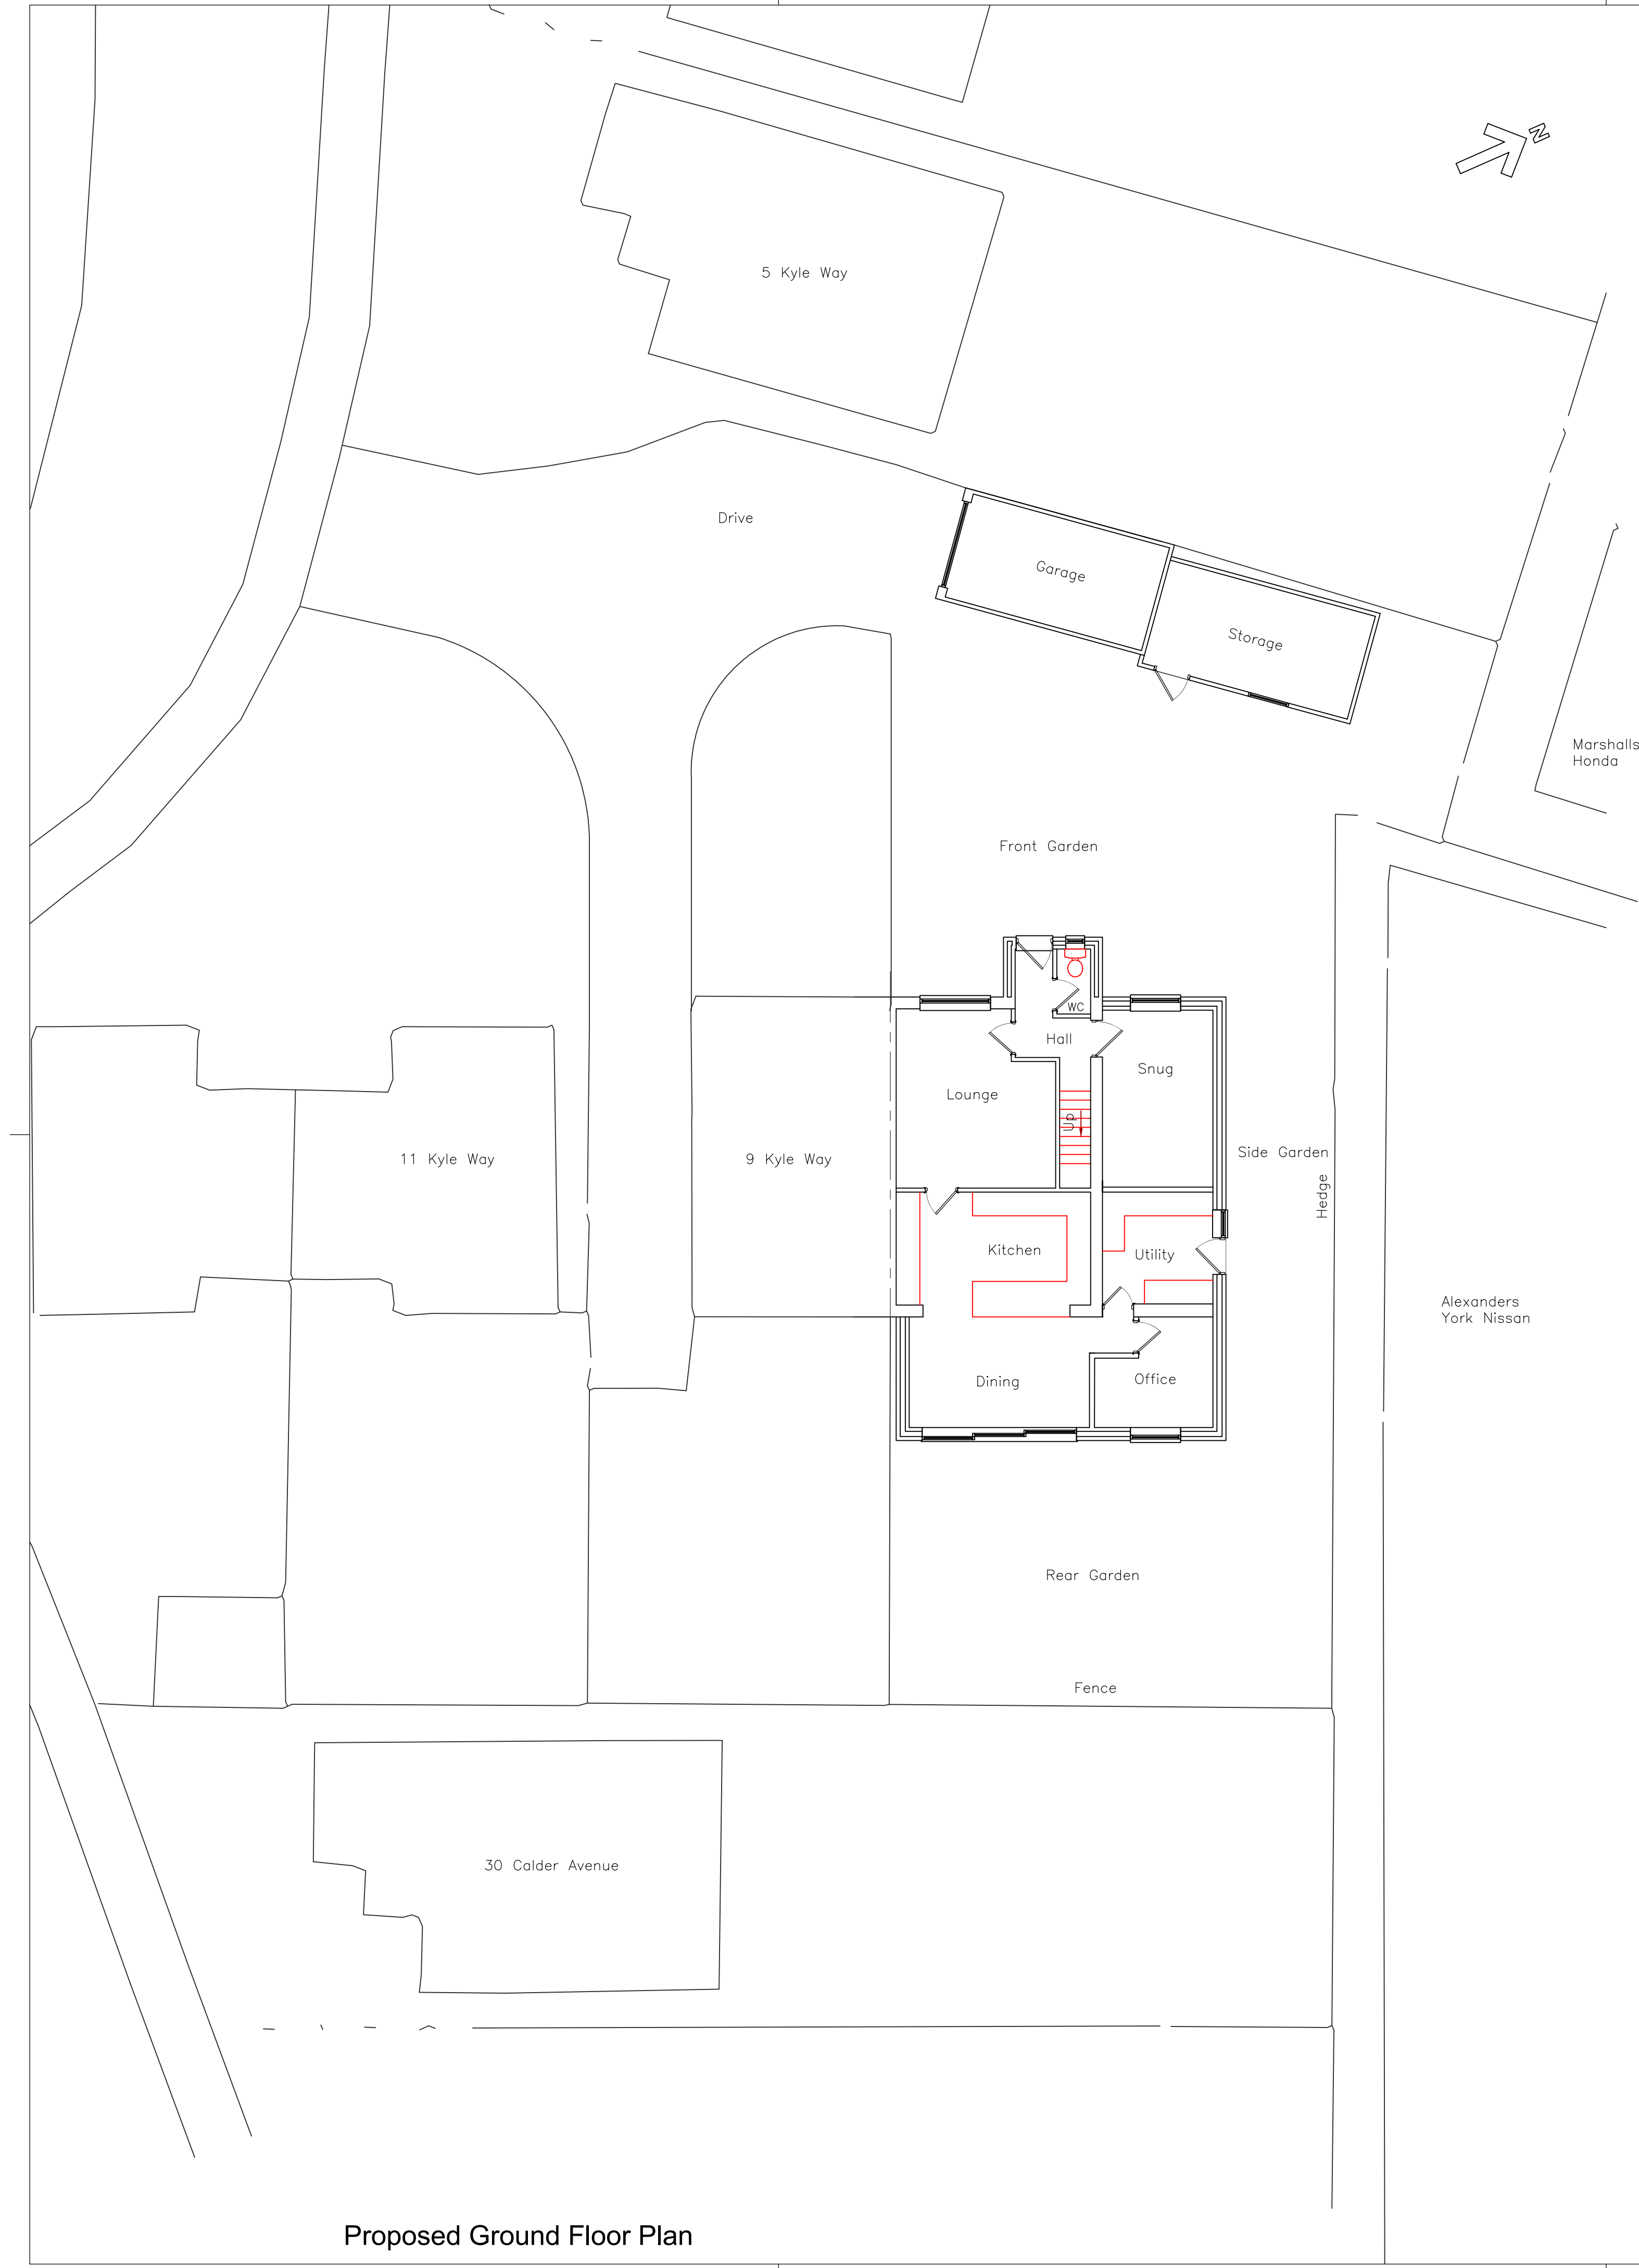 N
5 Kyle Way
Drive
Garage
Storage
Marshalls
Honda
Front Garden
WC
Hall
Snug
Lounge
Up
11 Kyle Way
9 Kyle Way
Side Garden
Hedge
Kitchen
Utility
Alexanders
York Nissan
Dining
Office
Rear Garden
Fence
30 Calder Avenue
Proposed Ground Floor Plan